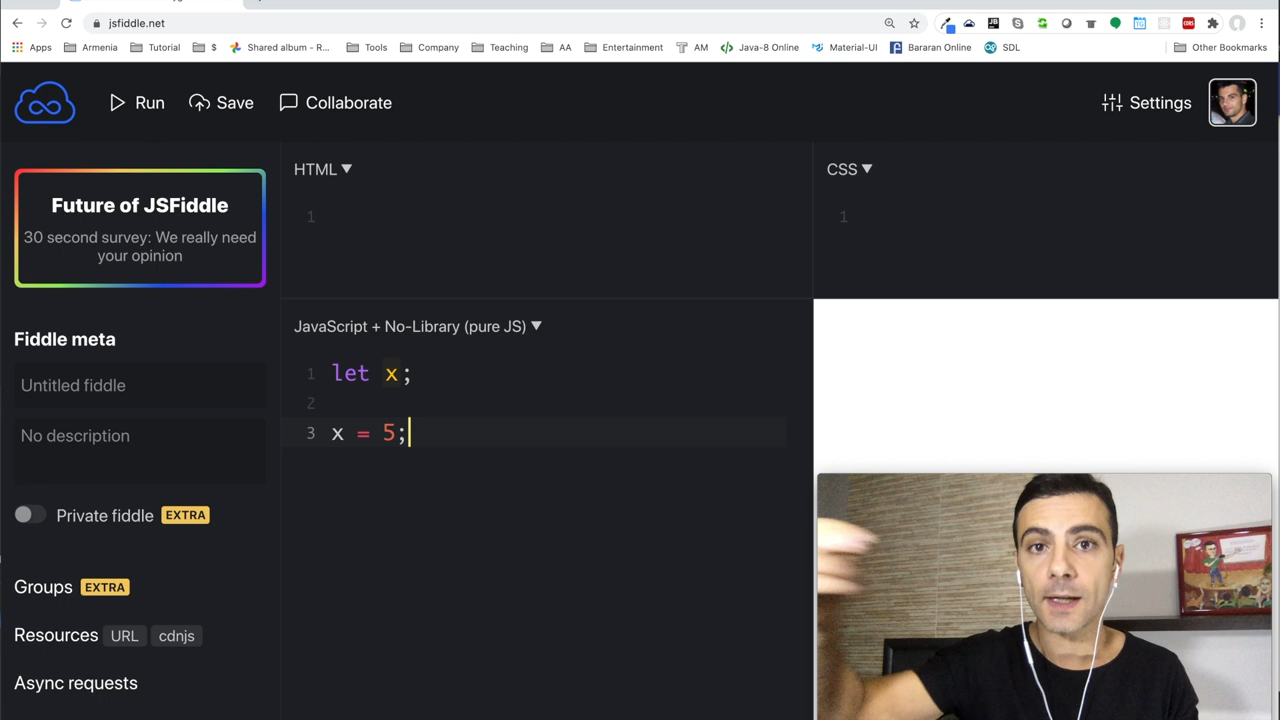 jsfiddle.net
Apps Armenia Tutorial $ Shared album - R... Tools Company Teaching AA Entertainment AM Java-8 Online Material-UI Bararan Online SDL Other Bookmarks
Run Save Collaborate Settings
Future of JSFiddle
30 second survey: We really need
your opinion
Fiddle meta
Untitled fiddle
No description
Private fiddle EXTRA
Groups EXTRA
Resources URL cdnjs
Async requests
HTML ▼
1
CSS ▼
1
JavaScript + No-Library (pure JS) ▼
1 let x;
2
3 x = 5;